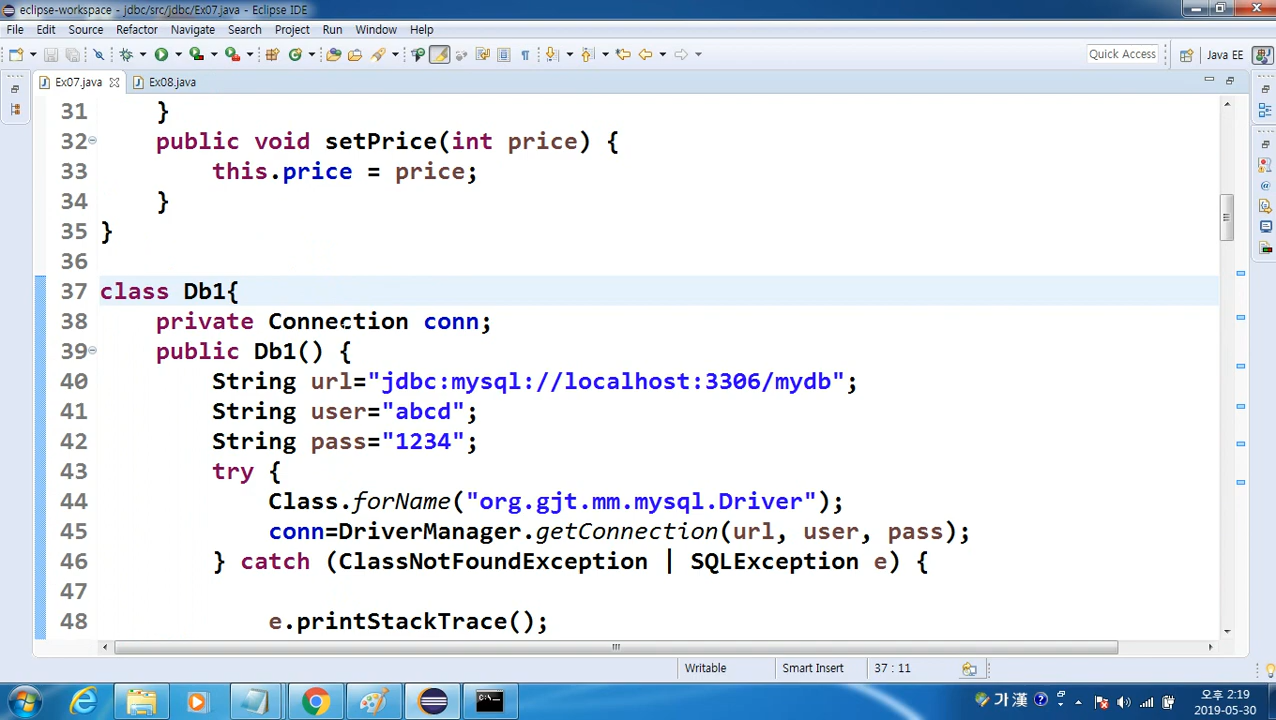 eclipse-workspace - jdbc/src/jdbc/Ex07.java - Eclipse IDE
File Edit Source Refactor Navigate Search Project Run Window Help
Quick Access
Java EE
Ex07.java
Ex08.java
31 }
32 public void setPrice(int price) {
33 this.price = price;
34 }
35 }
36
37 class Db1{
38 private Connection conn;
39 public Db1() {
40 String url="jdbc:mysql://localhost:3306/mydb";
41 String user="abcd";
42 String pass="1234";
43 try {
44 Class.forName("org.gjt.mm.mysql.Driver");
45 conn=DriverManager.getConnection(url, user, pass);
46 } catch (ClassNotFoundException | SQLException e) {
47
48 e.printStackTrace();
Writable Smart Insert 37 : 11
가 漢
오후 2:19
2019-05-30